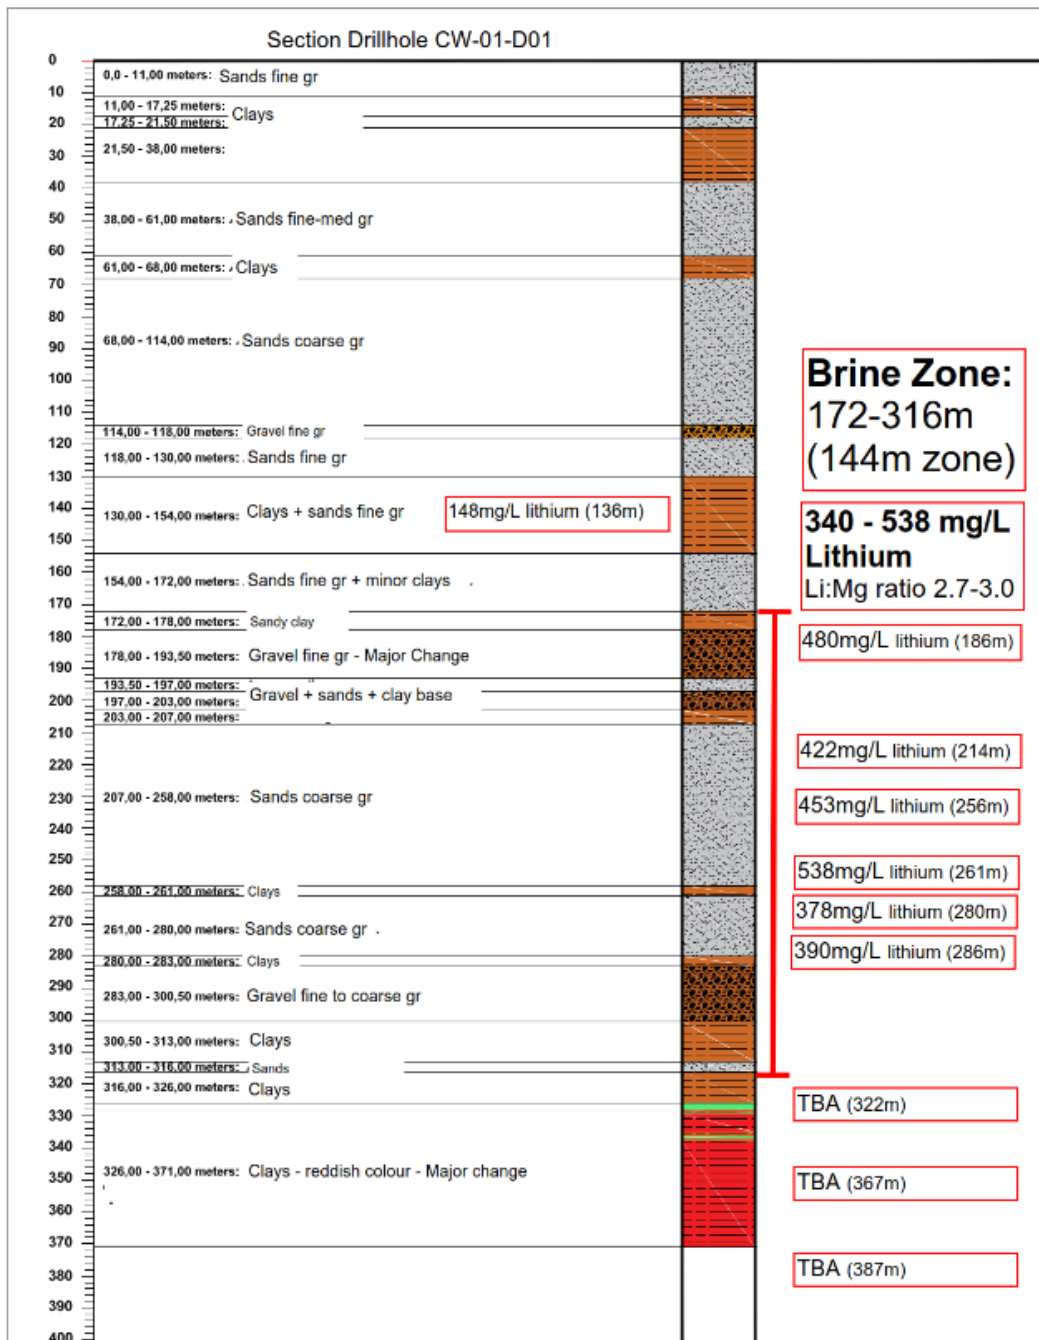 Section Drillhole CW-01-D01
0
0,0 - 11,00 meters: Sands fine gr
10
11,00 - 17,25 meters:
Clays
20
17,25 - 21,50 meters:
30
21,50 - 38,00 meters:
40
50
38,00 - 61,00 meters: Sands fine-med gr
60
61,00 - 68,00 meters: Clays
70
80
68,00 - 114,00 meters: Sands coarse gr
90
100
110
114,00 - 118,00 meters: Gravel fine gr
120
118,00 - 130,00 meters: Sands fine gr
130
140
130,00 - 154,00 meters: Clays + sands fine gr
148mg/L lithium (136m)
150
160
154,00 - 172,00 meters: Sands fine gr + minor clays
170
172,00 - 178,00 meters: Sandy clay
180
178,00 - 193,50 meters: Gravel fine gr - Major Change
190
193,50 - 197,00 meters:
Gravel + sands + clay base
200
197,00 - 203,00 meters:
203,00 - 207,00 meters:
210
220
230
207,00 - 258,00 meters: Sands coarse gr
240
250
260
258,00 - 261,00 meters: Clays
270
261,00 - 280,00 meters: Sands coarse gr
280
280,00 - 283,00 meters: Clays
290
283,00 - 300,50 meters: Gravel fine to coarse gr
300
300,50 - 313,00 meters: Clays
310
313,00 - 316,00 meters: Sands
320
316,00 - 326,00 meters: Clays
330
340
326,00 - 371,00 meters: Clays - reddish colour - Major change
350
360
370
380
390
400
Brine Zone:
172-316m
(144m zone)
340 - 538 mg/L
Lithium
Li:Mg ratio 2.7-3.0
480mg/L lithium (186m)
422mg/L lithium (214m)
453mg/L lithium (256m)
538mg/L lithium (261m)
378mg/L lithium (280m)
390mg/L lithium (286m)
TBA (322m)
TBA (367m)
TBA (387m)